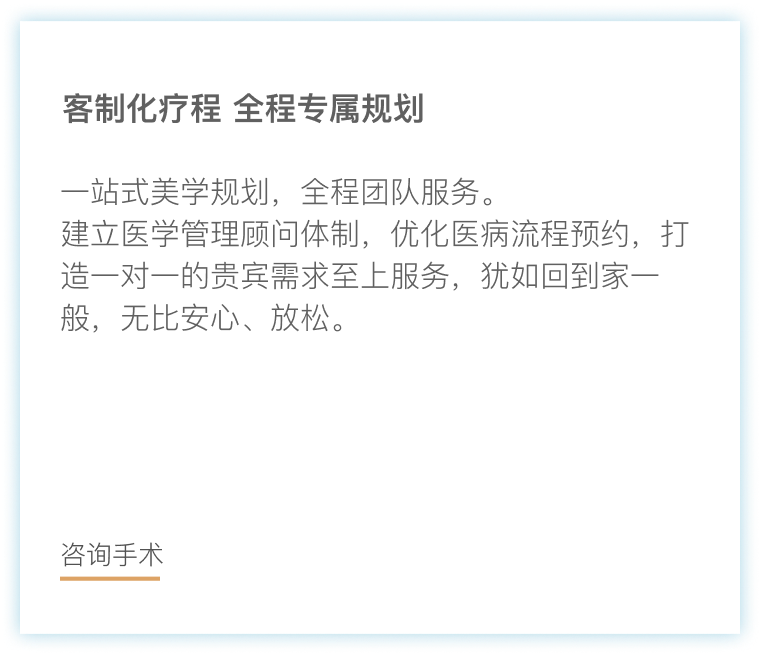 客制化疗程 全程专属规划
一站式美学规划，全程团队服务。
建立医学管理顾问体制，优化医病流程预约，打
造一对一的贵宾需求至上服务，犹如回到家一
般，无比安心、放松。
咨询手术